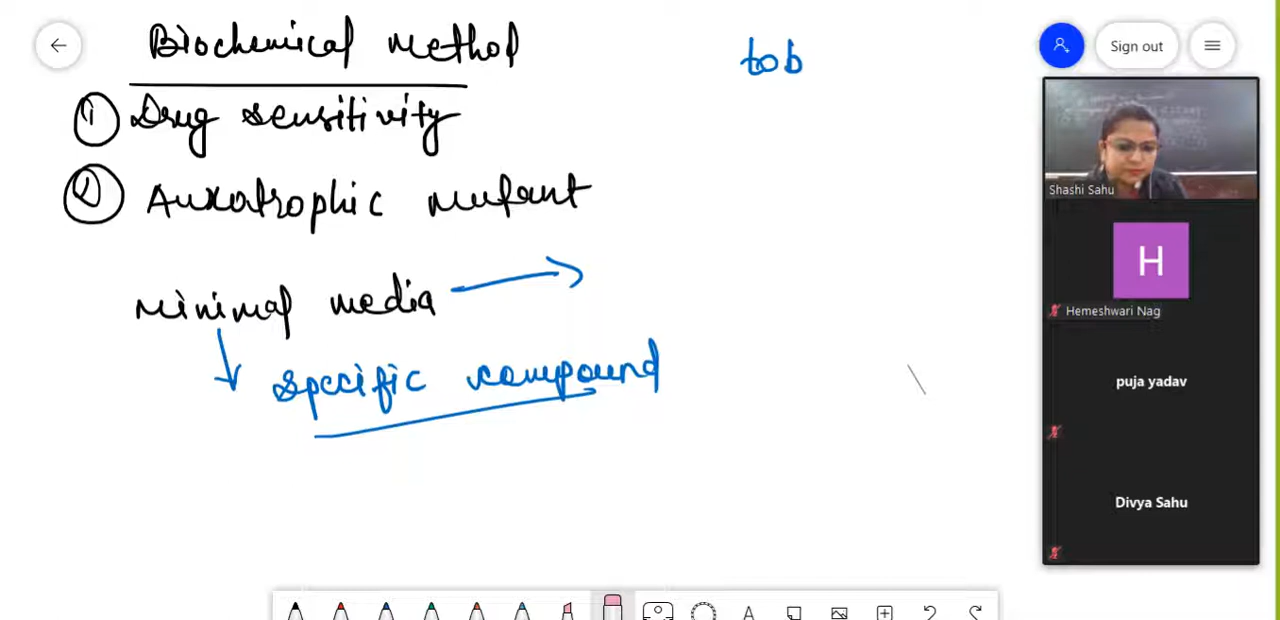 Biochemical Method
tob
Sign out
① Drug sensitivity
② Auxotrophic mutant
Minimal media
specific compound
Shashi Sahu
H
Hemeshwari Nag
puja yadav
Divya Sahu
A